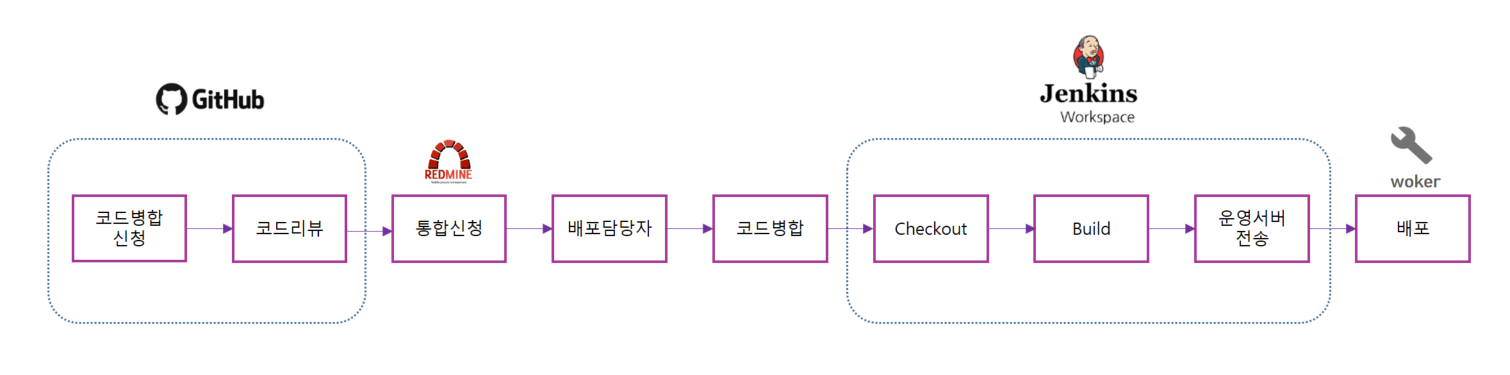 GitHub
코드병합
신청
코드리뷰
REDMINE
통합신청
배포담당자
코드병합
Jenkins
Workspace
Checkout
Build
운영서버
전송
woker
배포